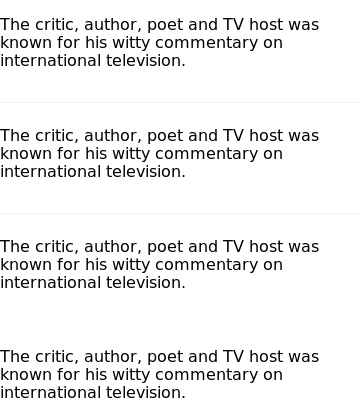 The critic, author, poet and TV host was
known for his witty commentary on
international television.
The critic, author, poet and TV host was
known for his witty commentary on
international television.
The critic, author, poet and TV host was
known for his witty commentary on
international television.
The critic, author, poet and TV host was
known for his witty commentary on
international television.